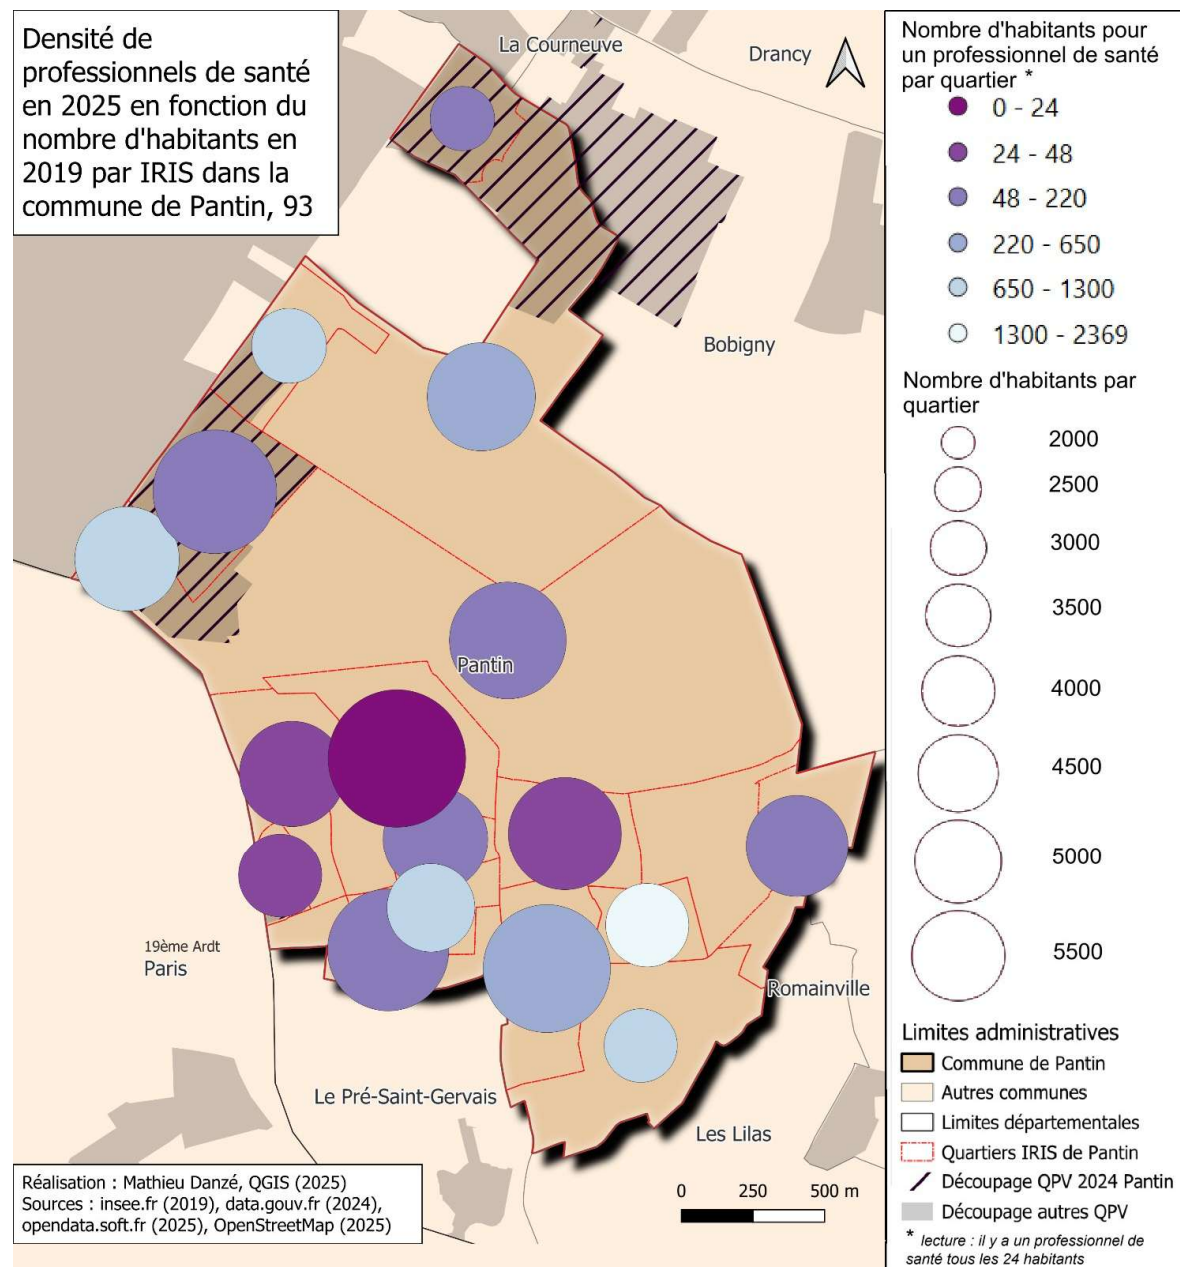 Densité de
professionnels de santé
en 2025 en fonction du
nombre d'habitants en
2019 par IRIS dans la
commune de Pantin, 93
La Courneuve
Drancy
Bobigny
Pantin
19ème Ardt
Paris
Romainville
Le Pré-Saint-Gervais
Les Lilas
Réalisation : Mathieu Danzé, QGIS (2025)
Sources : insee.fr (2019), data.gouv.fr (2024),
opendata.soft.fr (2025), OpenStreetMap (2025)
0 250 500 m
Nombre d'habitants pour
un professionnel de santé
par quartier *
0 - 24
24 - 48
48 - 220
220 - 650
650 - 1300
1300 - 2369
Nombre d'habitants par
quartier
2000
2500
3000
3500
4000
4500
5000
5500
Limites administratives
Commune de Pantin
Autres communes
Limites départementales
Quartiers IRIS de Pantin
Découpage QPV 2024 Pantin
Découpage autres QPV
* lecture : il y a un professionnel de
santé tous les 24 habitants